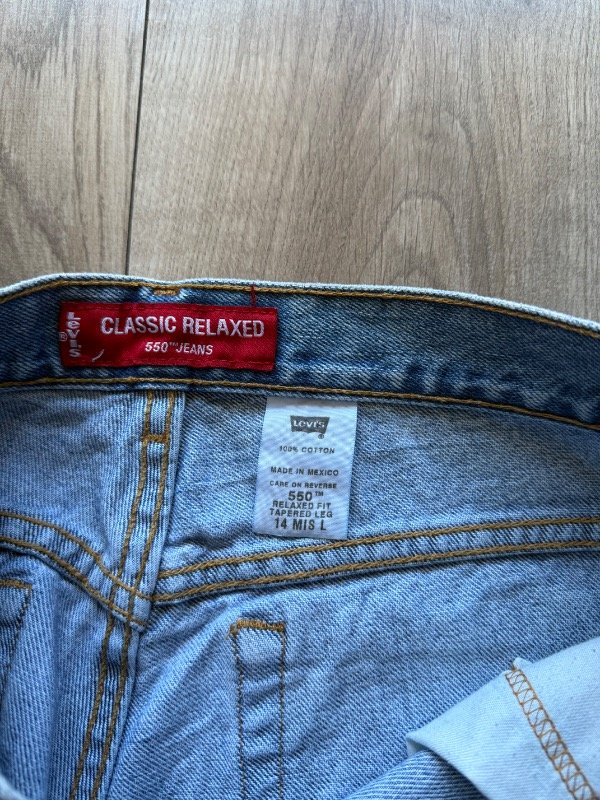 LEVI'S
®
CLASSIC RELAXED
550™ JEANS
Levi's
®
100% COTTON
MADE IN MEXICO
CARE ON REVERSE
550™
RELAXED FIT
TAPERED LEG
14 MIS L